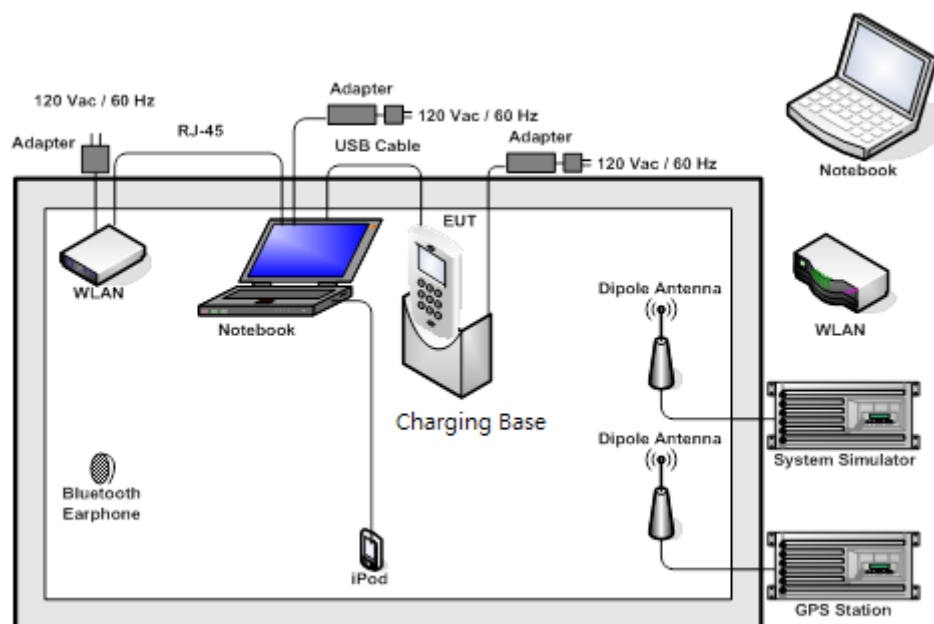 Adapter
120 Vac / 60 Hz
120 Vac / 60 Hz
Adapter
RJ-45
USB Cable
Adapter
120 Vac / 60 Hz
Notebook
EUT
WLAN
Notebook
Dipole Antenna
WLAN
Charging Base
Dipole Antenna
System Simulator
Bluetooth
Earphone
iPod
GPS Station